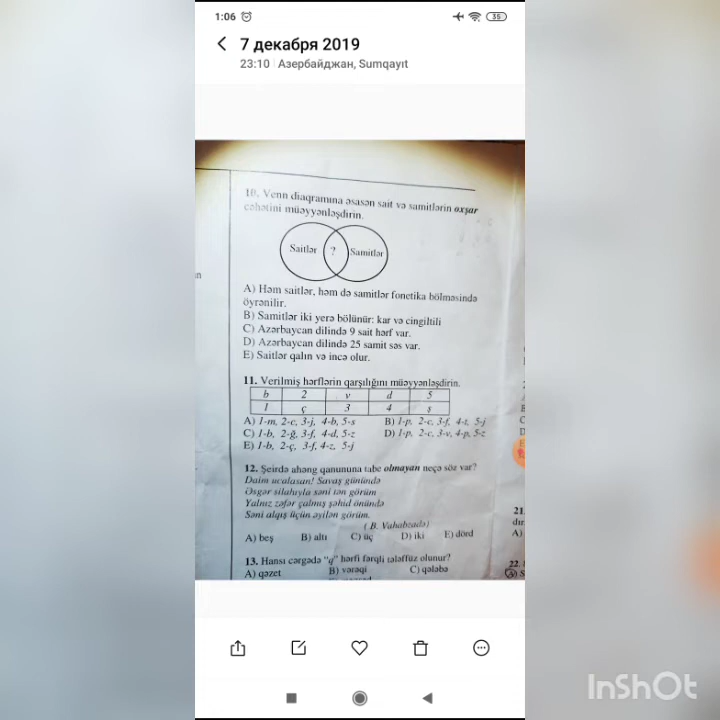 1:06
35
7 декабря 2019
23:10 Азербайджан, Sumqayıt
10. Venn diaqramına əsasən sait və samitlərin oxşar
cəhətini müəyyənləşdirin.
Saitlər ? Samitlər
A) Həm saitlər, həm də samitlər fonetika bölməsində
öyrənilir.
B) Samitlər iki yerə bölünür: kar və cingiltili
C) Azərbaycan dilində 9 sait hərf var.
D) Azərbaycan dilində 25 samit səs var.
E) Saitlər qalın və incə olur.
11. Verilmiş hərflərin qarşılığını müəyyənləşdirin.
b 2 v d 5
1 ç 3 4 ş
A) 1-m, 2-c, 3-j, 4-b, 5-s B) 1-p, 2-c, 3-f, 4-t, 5-j
C) 1-b, 2-ğ, 3-f, 4-d, 5-z D) 1-p, 2-c, 3-v, 4-p, 5-z
E) 1-b, 2-ç, 3-f, 4-z, 5-j
12. Şeirdə ahəng qanununa tabe olmayan neçə söz var?
Daim ucalasan! Savaş günündə
Əsgər silahıyla səni tən görüm
Yalnız zəfər çalmış şəhid önündə
Səni alqış üçün əyilən görüm.
( B. Vahabzadə)
A) beş B) altı C) üç D) iki E) dörd
13. Hansı cərgədə "q" hərfi fərqli tələffüz olunur?
A) qəzet B) vərəqi C) qələbə
21.
A)
22.
InShOt